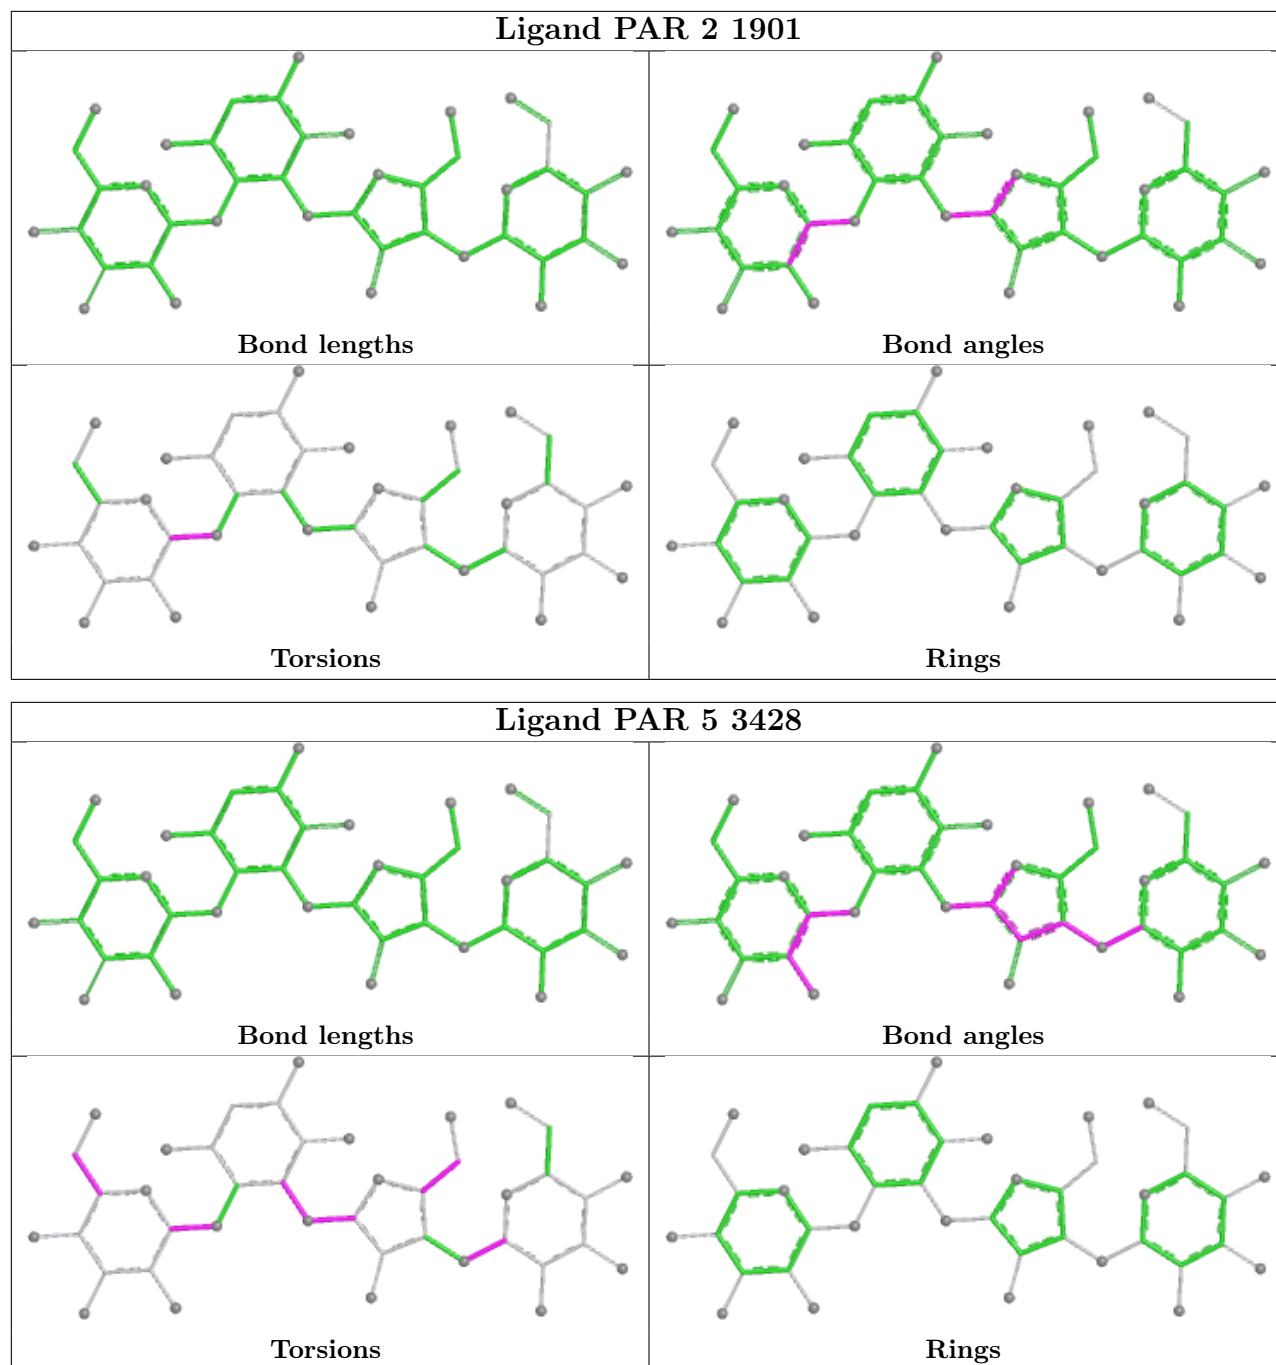 Ligand PAR 2 1901
Bond lengths
Bond angles
Torsions
Rings
Ligand PAR 5 3428
Bond lengths
Bond angles
Torsions
Rings